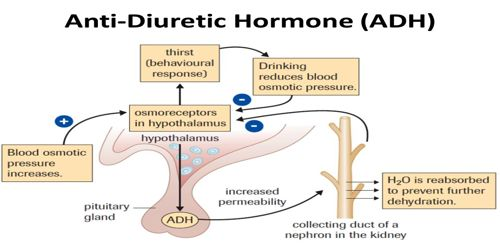 Anti-Diuretic Hormone (ADH)
thirst
(behavioural
response)
Drinking
reduces blood
osmotic pressure.
-
osmoreceptors
in hypothalamus
-
+
hypothalamus
Blood osmotic
pressure
increases.
H₂O is reabsorbed
to prevent further
dehydration.
increased
permeability
pituitary
gland
ADH
collecting duct of a
nephron in the kidney